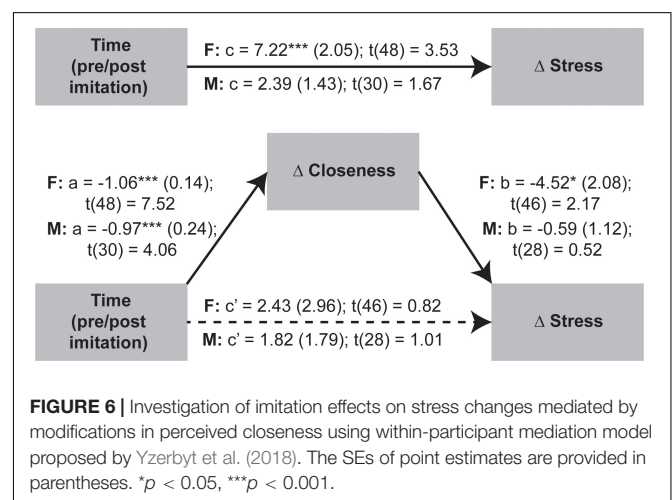 Time
(pre/post
imitation)
F: c = 7.22*** (2.05); t(48) = 3.53
M: c = 2.39 (1.43); t(30) = 1.67
Δ Stress
Δ Closeness
F: a = -1.06*** (0.14);
t(48) = 7.52
M: a = -0.97*** (0.24);
t(30) = 4.06
F: b = -4.52* (2.08);
t(46) = 2.17
M: b = -0.59 (1.12);
t(28) = 0.52
Time
(pre/post
imitation)
F: c' = 2.43 (2.96); t(46) = 0.82
M: c' = 1.82 (1.79); t(28) = 1.01
Δ Stress
FIGURE 6 | Investigation of imitation effects on stress changes mediated by
modifications in perceived closeness using within-participant mediation model
proposed by Yzerbyt et al. (2018). The SEs of point estimates are provided in
parentheses. *p < 0.05, ***p < 0.001.